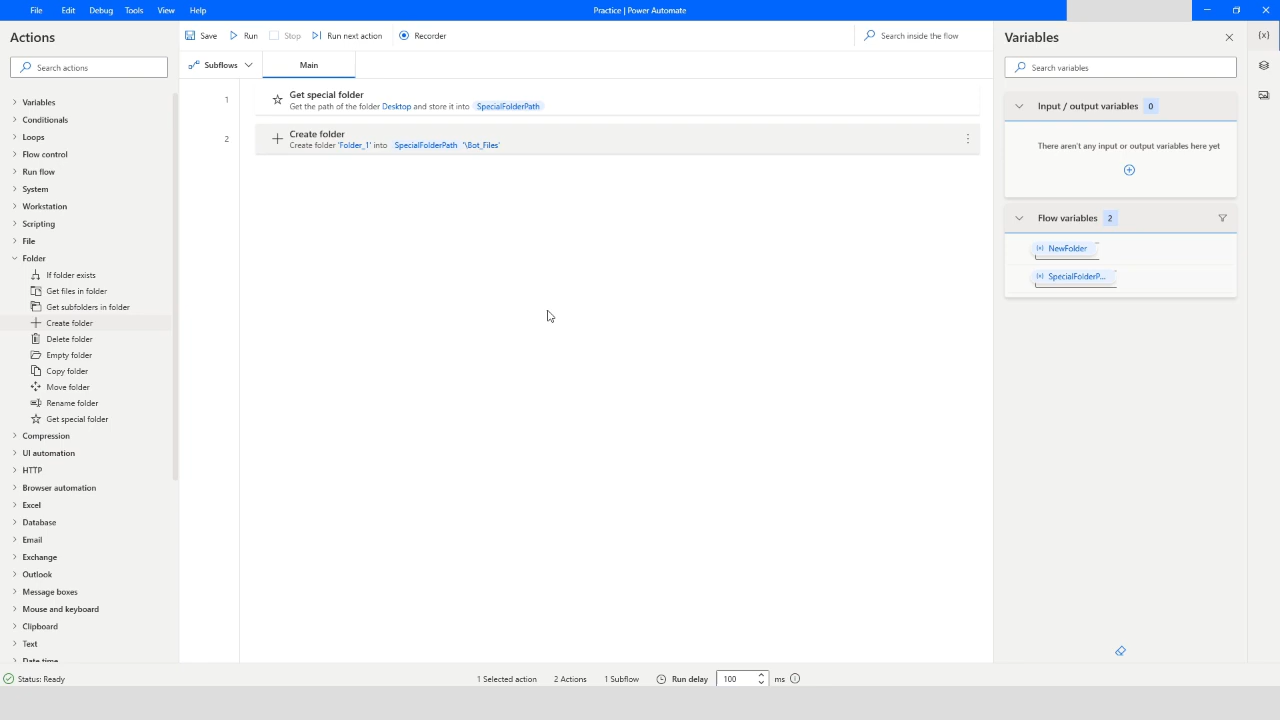 File Edit Debug Tools View Help
Practice | Power Automate
Actions
Search actions
Variables
Conditionals
Loops
Flow control
Run flow
System
Workstation
Scripting
File
Folder
If folder exists
Get files in folder
Get subfolders in folder
Create folder
Delete folder
Empty folder
Copy folder
Move folder
Rename folder
Get special folder
Compression
UI automation
HTTP
Browser automation
Excel
Database
Email
Exchange
Outlook
Message boxes
Mouse and keyboard
Clipboard
Text
Date time
Save Run Stop Run next action Recorder
Search inside the flow
Subflows Main
1
Get special folder
Get the path of the folder Desktop and store it into SpecialFolderPath
2
Create folder
Create folder 'Folder_1' into SpecialFolderPath '\Bot_Files'
Variables
Search variables
{x}
Input / output variables 0
There aren't any input or output variables here yet
Flow variables 2
{x} NewFolder
{x} SpecialFolderP...
Status: Ready
1 Selected action 2 Actions 1 Subflow Run delay 100 ms